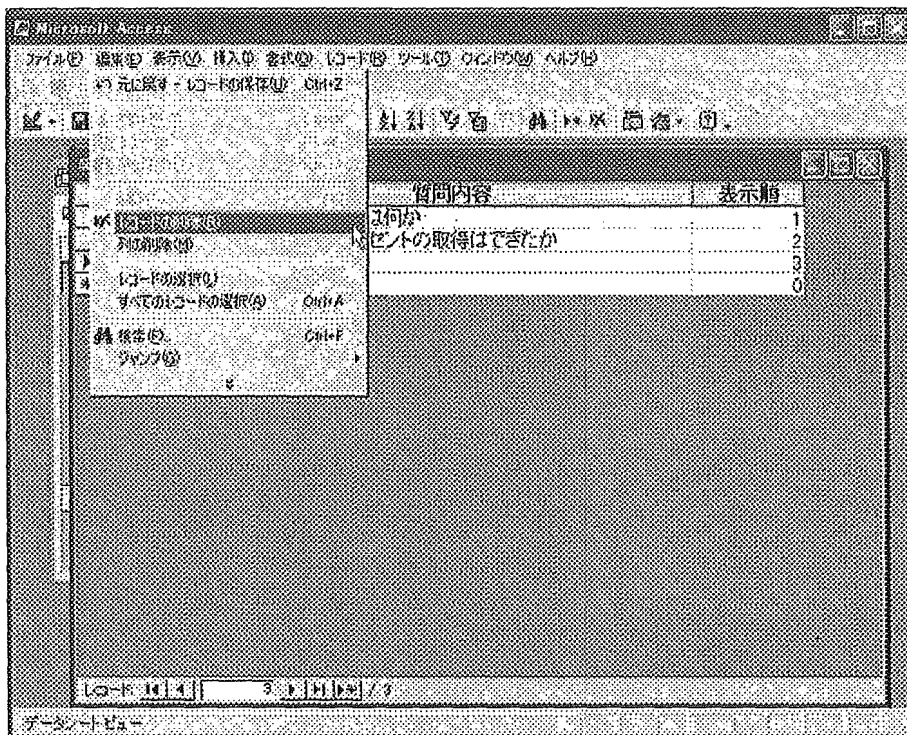 Microsoft Access
ファイル(F) 編集(E) 表示(V) 挿入(I) 書式(O) レコード(R) ツール(T) ウィンドウ(W) ヘルプ(H)
元に戻す - レコードの保存(U) Ctrl+Z
質問内容 表示順
は何か 1
レコードの削除(R)
ゼントの取得はできたか 2
列の削除(M)
3
レコードの選択(L)
0
すべてのレコードの選択(A) Ctrl+A
検索(F)... Ctrl+F
ジャンプ(G)
レコード: 3 / 3
データシート ビュー